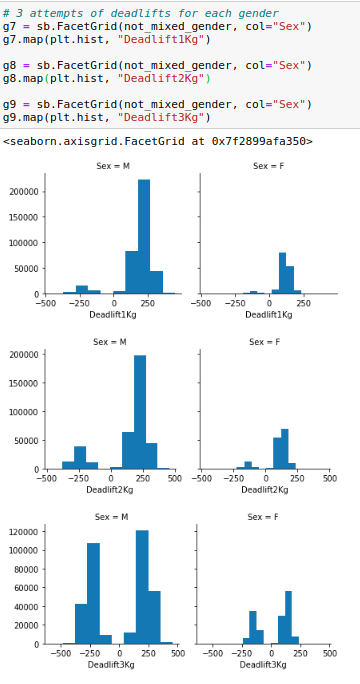 # 3 attempts of deadlifts for each gender
g7 = sb.FacetGrid(not_mixed_gender, col="Sex")
g7.map(plt.hist, "Deadlift1Kg")
g8 = sb.FacetGrid(not_mixed_gender, col="Sex")
g8.map(plt.hist, "Deadlift2Kg")
g9 = sb.FacetGrid(not_mixed_gender, col="Sex")
g9.map(plt.hist, "Deadlift3Kg")
<seaborn.axisgrid.FacetGrid at 0x7f2899afa350>
Sex = M Sex = F
200000
150000
100000
50000
0
−500 −250 0 250 −500 −250 0 250
Deadlift1Kg Deadlift1Kg
Sex = M Sex = F
200000
150000
100000
50000
0
−500 −250 0 250 500 −500 −250 0 250 500
Deadlift2Kg Deadlift2Kg
Sex = M Sex = F
120000
100000
80000
60000
40000
20000
0
−500 −250 0 250 500 −500 −250 0 250 500
Deadlift3Kg Deadlift3Kg